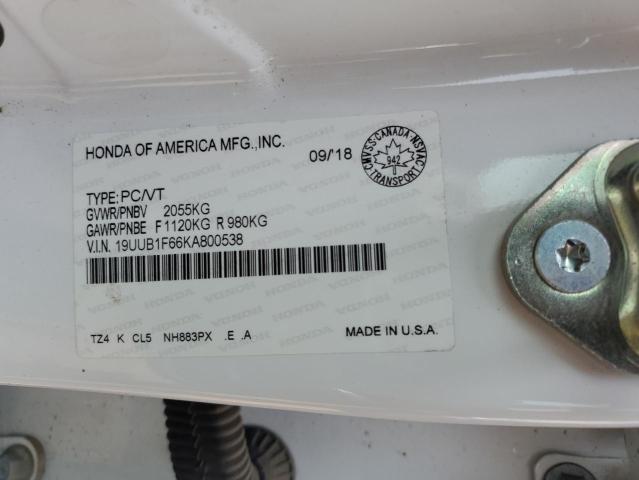 HONDA OF AMERICA MFG.,INC.
09/'18
CMVSS·CANADA·NSVAC
942
TRANSPORT
TYPE:PC/VT
GVWR/PNBV 2055KG
GAWR/PNBE F1120KG R 980KG
V.I.N. 19UUB1F66KA800538
TZ4 K CL5 NH883PX .E .A
MADE IN U.S.A.